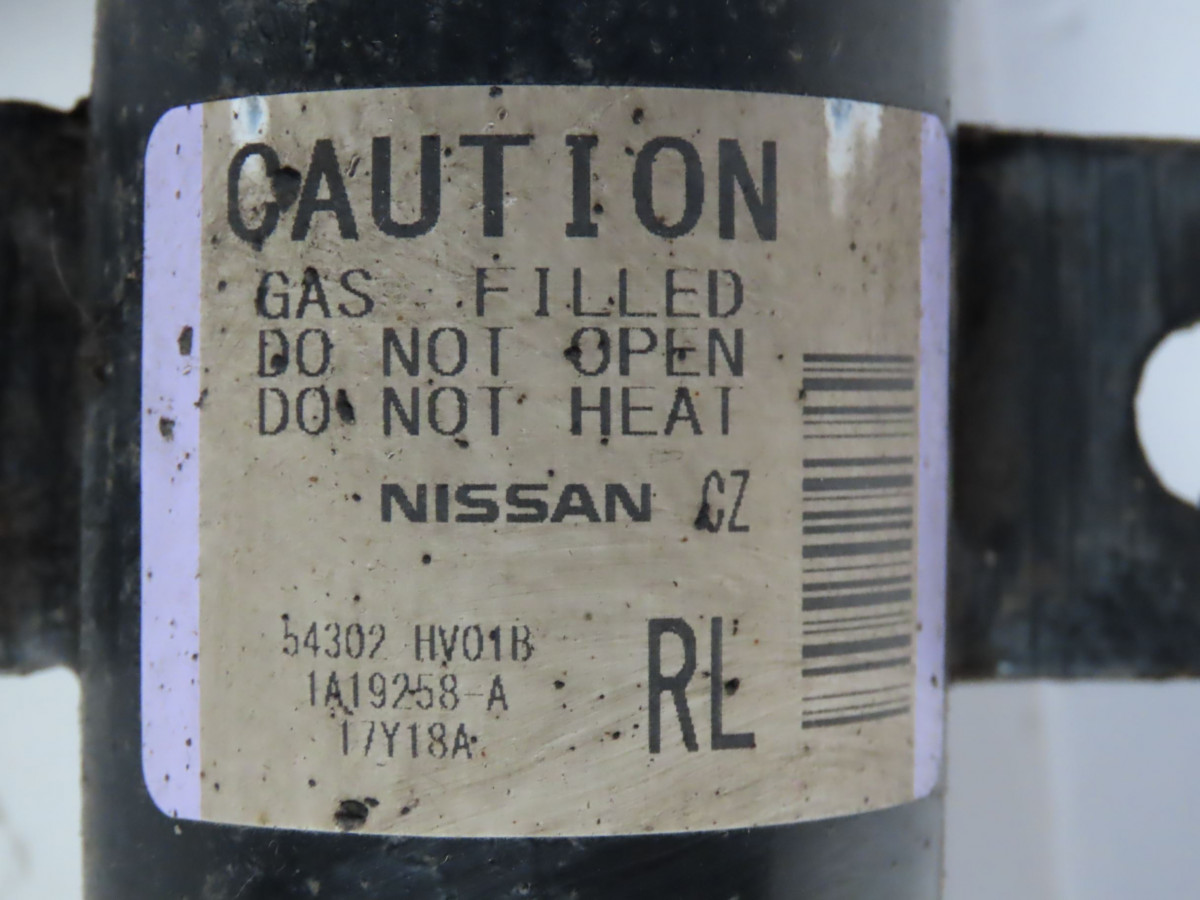 CAUTION
GAS FILLED
DO NOT OPEN
DO NOT HEAT
NISSAN CZ
54302 HV01B
1A19258-A
17Y18A
RL